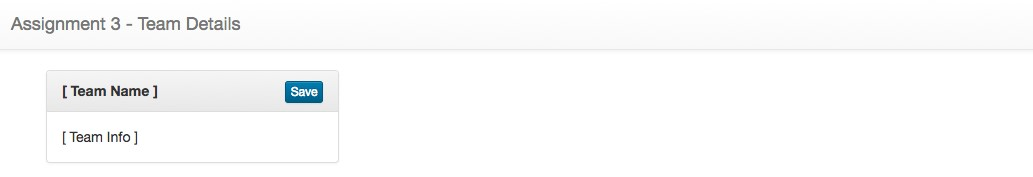 Assignment 3 - Team Details
[ Team Name ] Save
[ Team Info ]